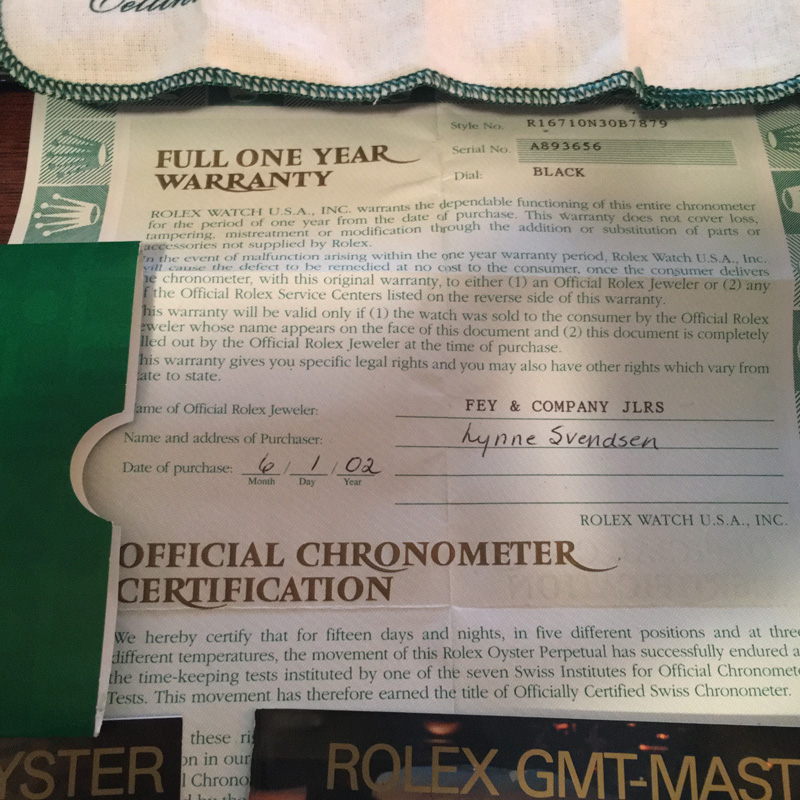 Cellini
Style No. R16710N30B7879
Serial No. A893656
Dial: BLACK
FULL ONE YEAR
WARRANTY
ROLEX WATCH U.S.A., INC. warrants the dependable functioning of this entire chronometer
for the period of one year from the date of purchase. This Warranty does not cover loss,
tampering, mistreatment or modification through the addition or substitution of parts or
accessories not supplied by Rolex.
In the event of malfunction arising within the one year warranty period, Rolex Watch U.S.A., Inc.
will cause the defect to be remedied at no cost to the consumer, once the consumer delivers
he chronometer, with this original warranty, to either (1) an Official Rolex Jeweler or (2) any
f the Official Rolex Service Centers listed on the reverse side of this warranty.
his warranty will be valid only if (1) the watch was sold to the consumer by the Official Rolex
eweler whose name appears on the face of this document and (2) this document is completely
lled out by the Official Rolex Jeweler at the time of purchase.
his warranty gives you specific legal rights and you may also have other rights which vary from
ate to state.
ame of Official Rolex Jeweler: FEY & COMPANY JLRS
Name and address of Purchaser: Lynne Svendsen
Date of purchase: 6 / 1 / 02
Month Day Year
ROLEX WATCH U.S.A., INC.
OFFICIAL CHRONOMETER
CERTIFICATION
We hereby certify that for fifteen days and nights, in five different positions and at three
different temperatures, the movement of this Rolex Oyster Perpetual has successfully endured a
the time-keeping tests instituted by one of the seven Swiss Institutes for Official Chronomete
Tests. This movement has therefore earned the title of Officially Certified Swiss Chronometer.
these ri
on in our
l Chrono
YSTER
ROLEX GMT-MAST